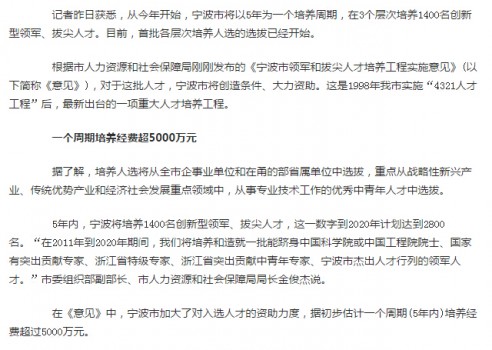 记者昨日获悉，从今年开始，宁波市将以5年为一个培养周期，在3个层次培养1400名创新
型领军、拔尖人才。目前，首批各层次培养人选的选拔已经开始。
根据市人力资源和社会保障局刚刚发布的《宁波市领军和拔尖人才培养工程实施意见》(以
下简称《意见》)，对于这批人才，宁波市将创造条件、大力资助。这是1998年我市实施“4321人才
工程”后，最新出台的一项重大人才培养工程。
一个周期培养经费超5000万元
据了解，培养人选将从全市企事业单位和在甬的部省属单位中选拔，重点从战略性新兴产
业、传统优势产业和经济社会发展重点领域中，从事专业技术工作的优秀中青年人才中选拔。
5年内，宁波将培养1400名创新型领军、拔尖人才，这一数字到2020年计划达到2800
名。“在2011年到2020年期间，我们将培养和造就一批能跻身中国科学院或中国工程院院士、国家
有突出贡献专家、浙江省特级专家、浙江省突出贡献中青年专家、宁波市杰出人才行列的领军人
才。”市委组织部副部长、市人力资源和社会保障局局长金俊杰说。
在《意见》中，宁波市加大了对入选人才的资助力度，据初步估计一个周期(5年内)培养经
费超过5000万元。